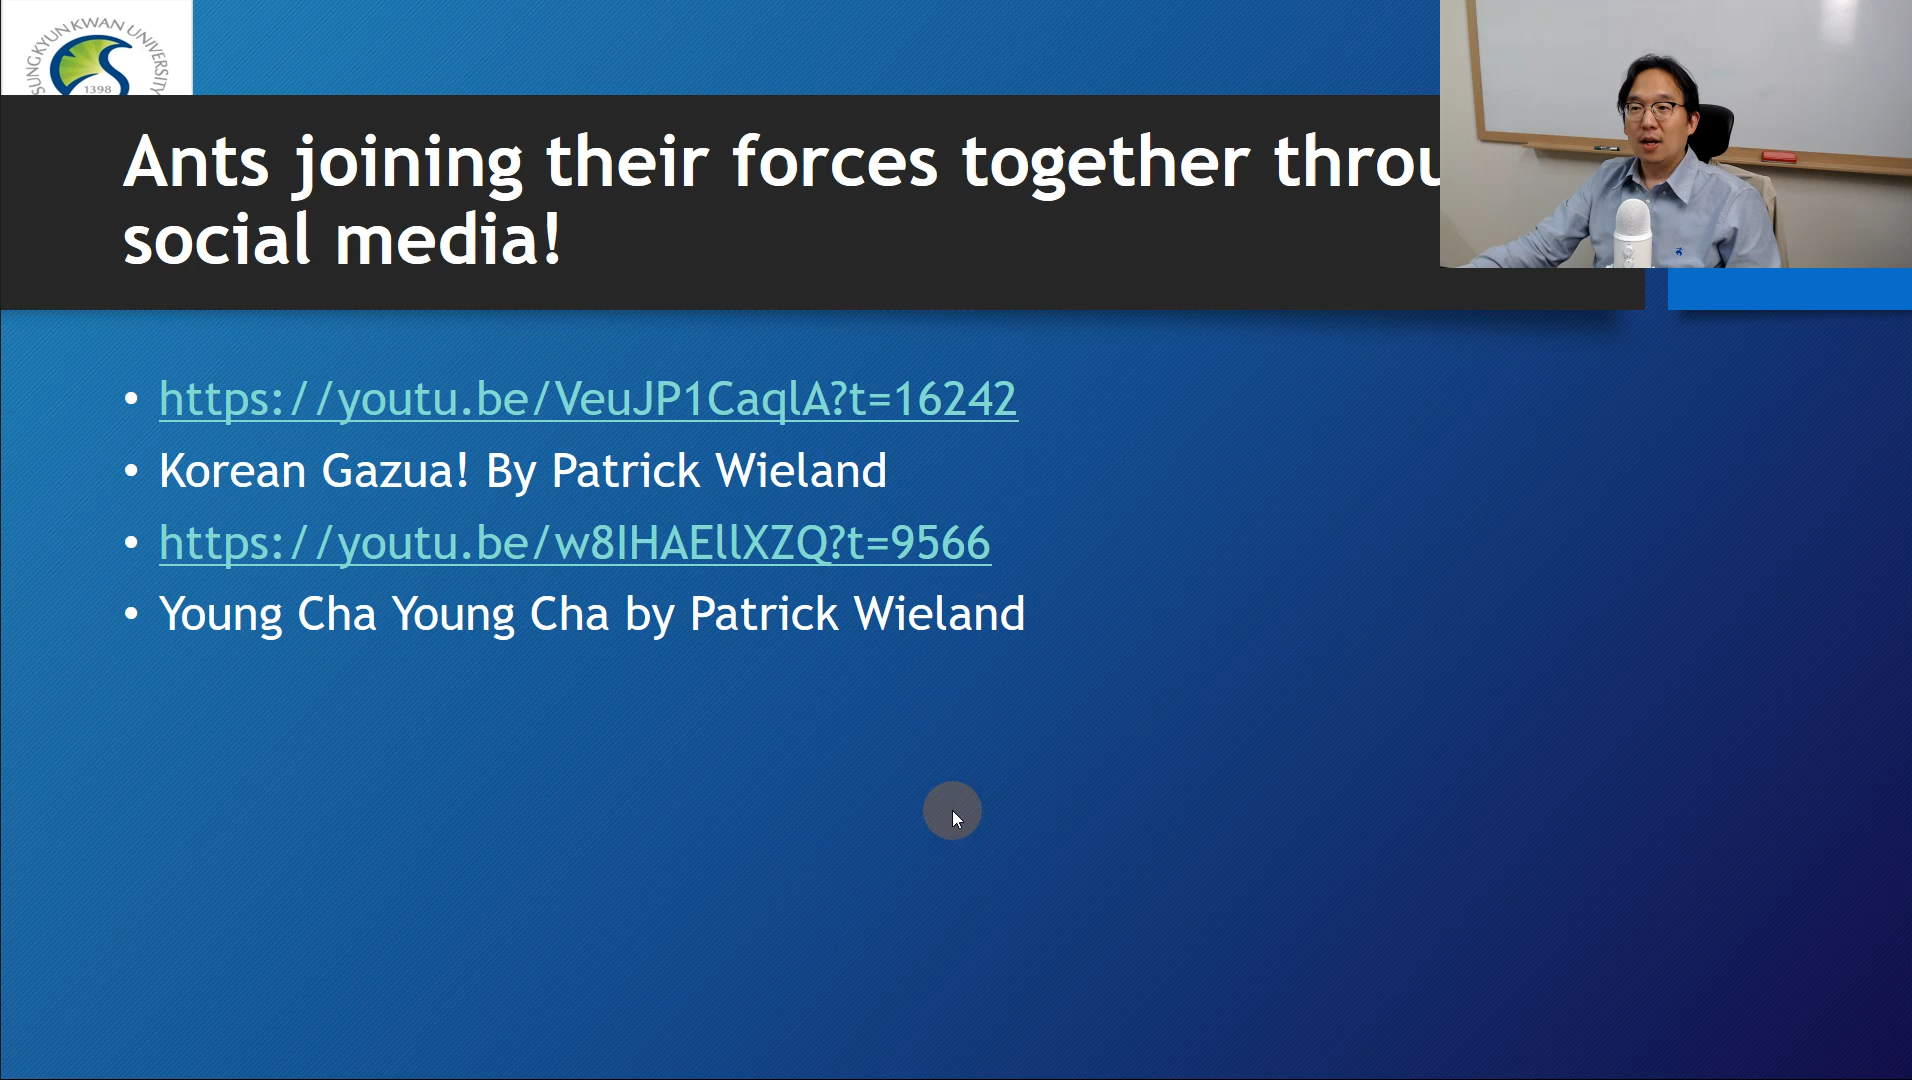 SUNGKYUNKWAN UNIVERSITY
1398
Ants joining their forces together
social media!
• https://youtu.be/VeuJP1CaqlA?t=16242
• Korean Gazua! By Patrick Wieland
• https://youtu.be/w8IHAEllXZQ?t=9566
• Young Cha Young Cha by Patrick Wieland